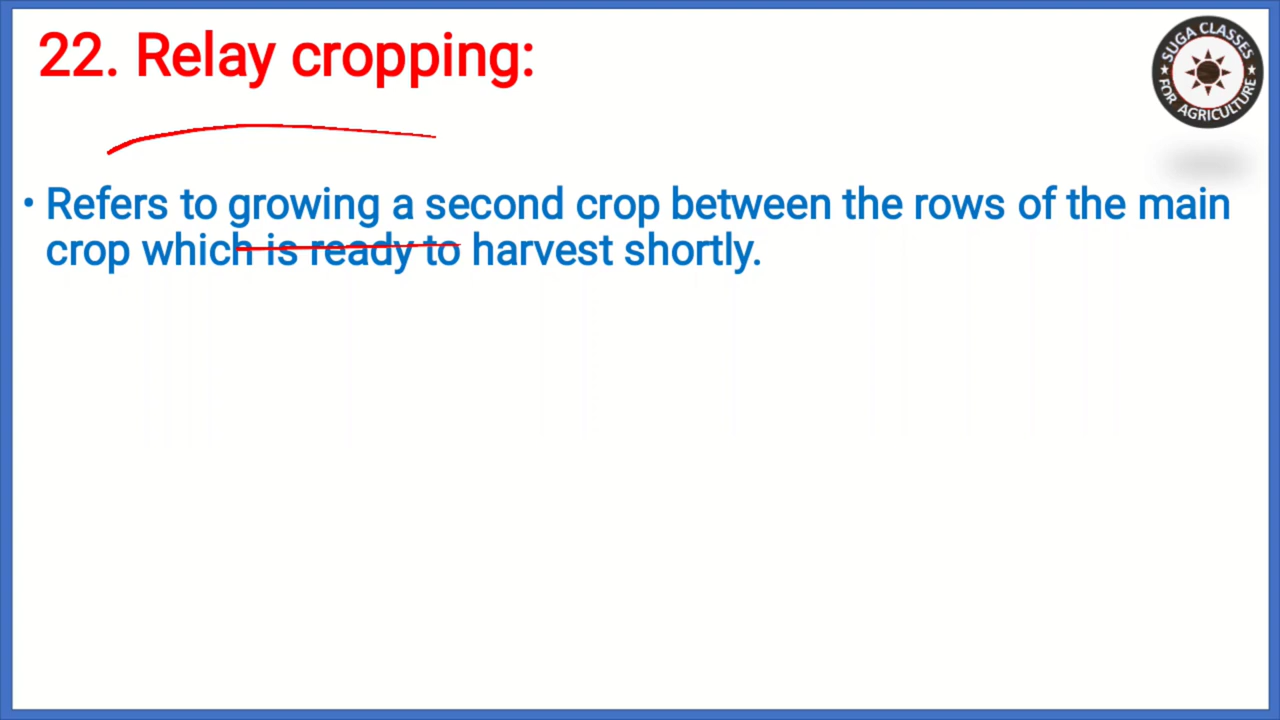 22. Relay cropping:
SUGA CLASSES
FOR AGRICULTURE
• Refers to growing a second crop between the rows of the main
crop which is ready to harvest shortly.